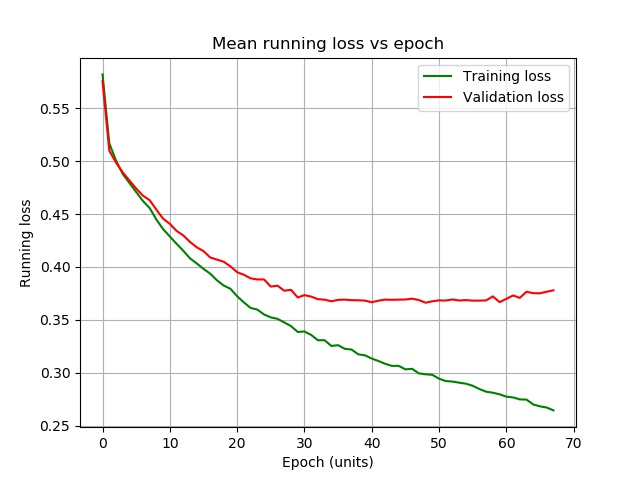 Mean running loss vs epoch
Training loss
Validation loss
Running loss
0.55
0.50
0.45
0.40
0.35
0.30
0.25
0 10 20 30 40 50 60 70
Epoch (units)